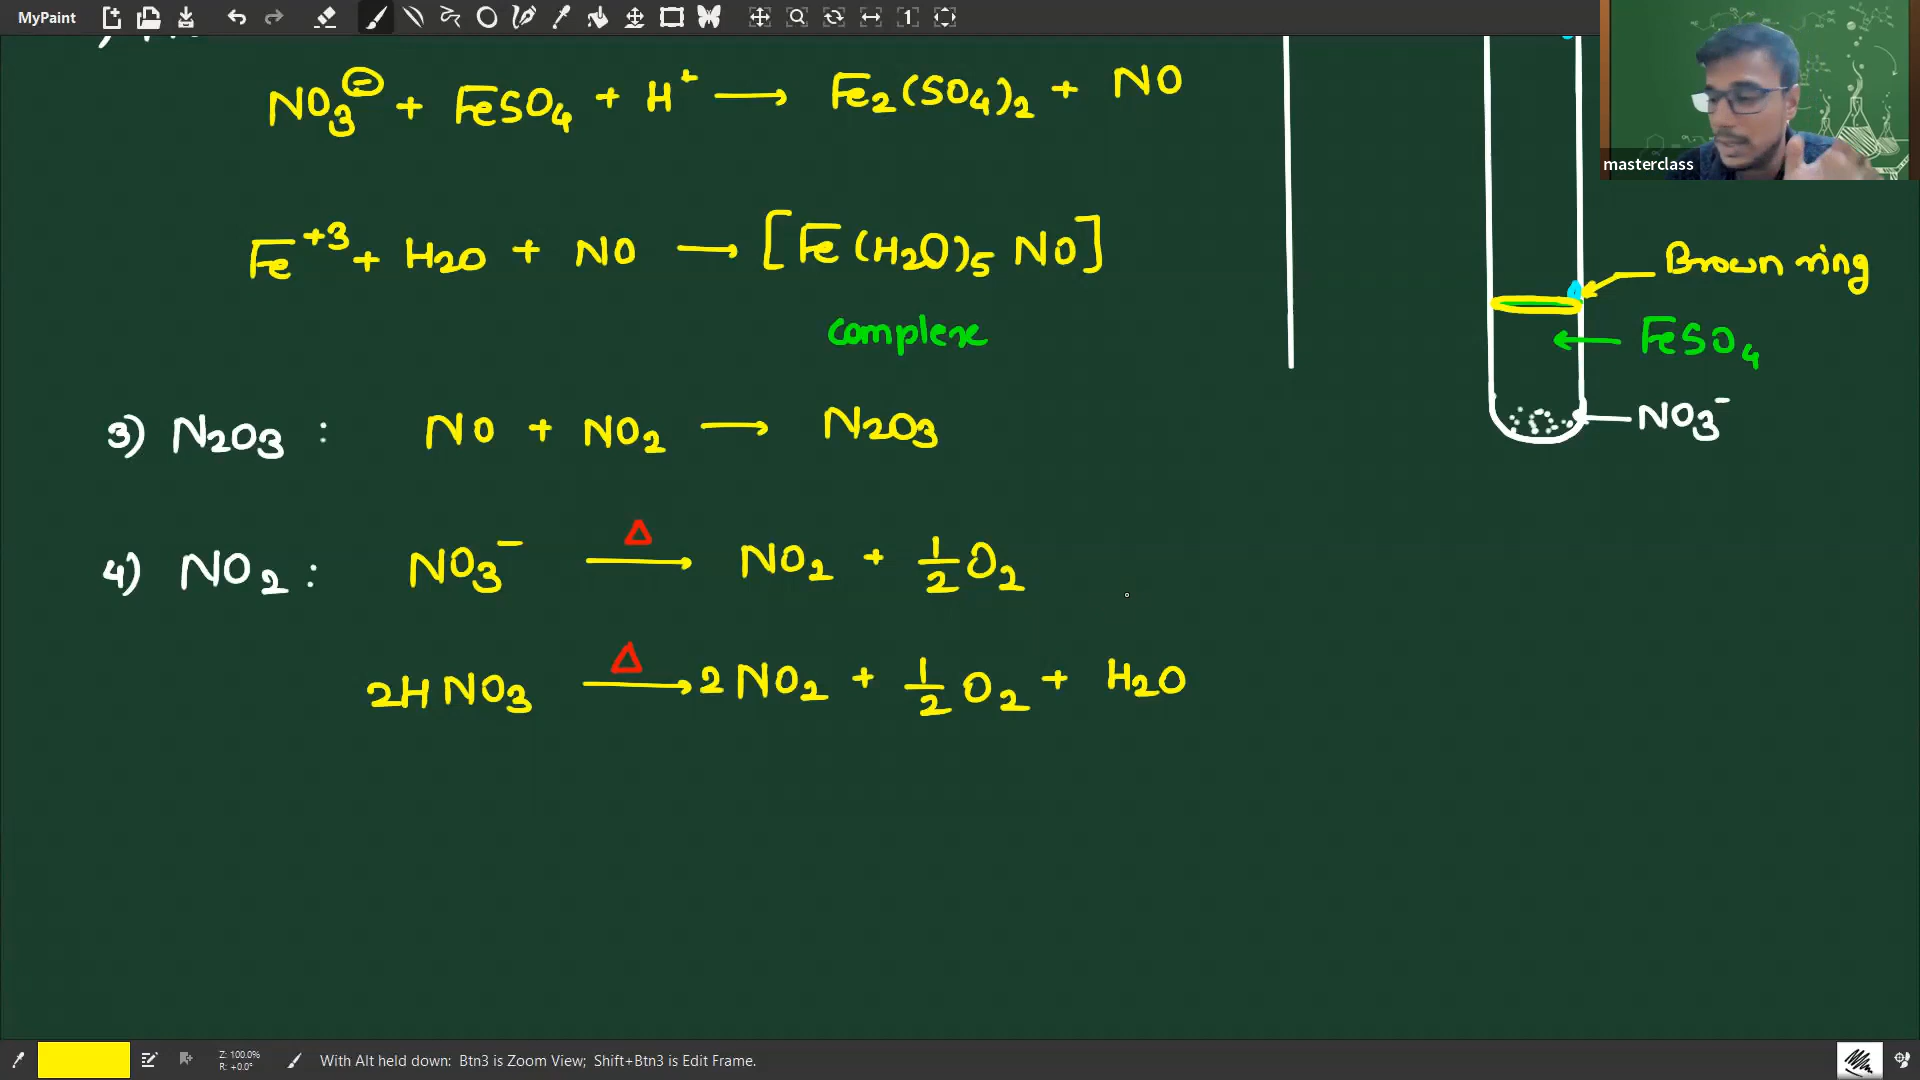 MyPaint
NO₃⊖ + FeSO₄ + H⁺ ⟶ Fe₂(SO₄)₂ + NO
masterclass
Fe⁺³ + H₂O + NO ⟶ [Fe(H₂O)₅ NO]
Brown ring
complex
FeSO₄
NO₃⁻
3) N₂O₃ : NO + NO₂ ⟶ N₂O₃
4) NO₂ : NO₃⁻ ⟶ Δ NO₂ + 1/2 O₂
2HNO₃ ⟶ Δ 2NO₂ + 1/2 O₂ + H₂O
Z: 100.0%
R: +0.0°
With Alt held down: Btn3 is Zoom View; Shift+Btn3 is Edit Frame.